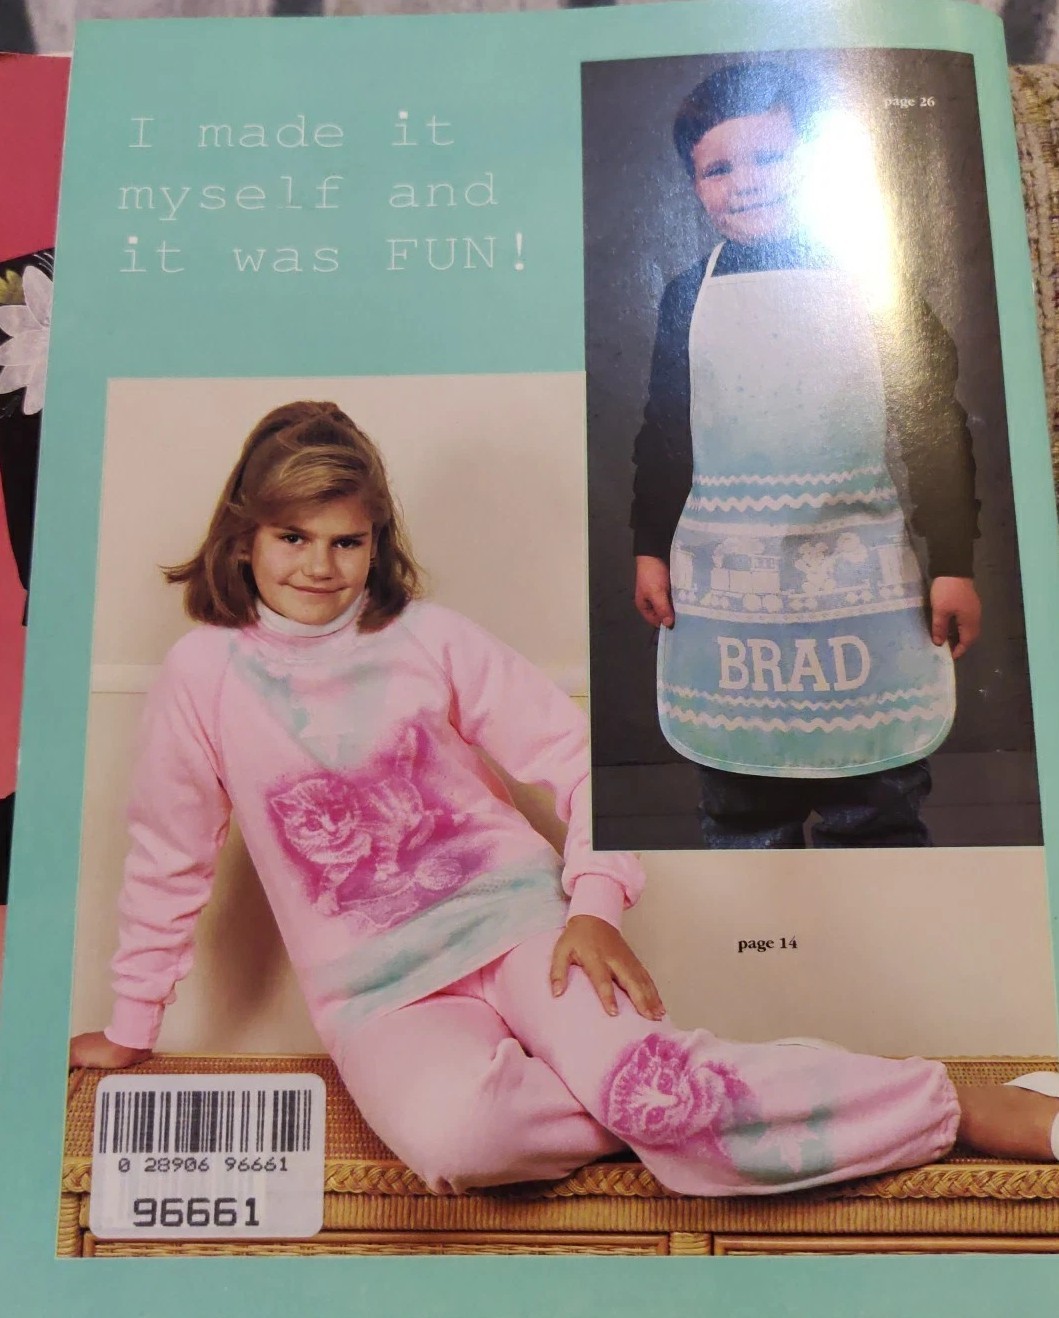 I made it
myself and
it was FUN!
page 26
BRAD
page 14
0 28906 96661
96661